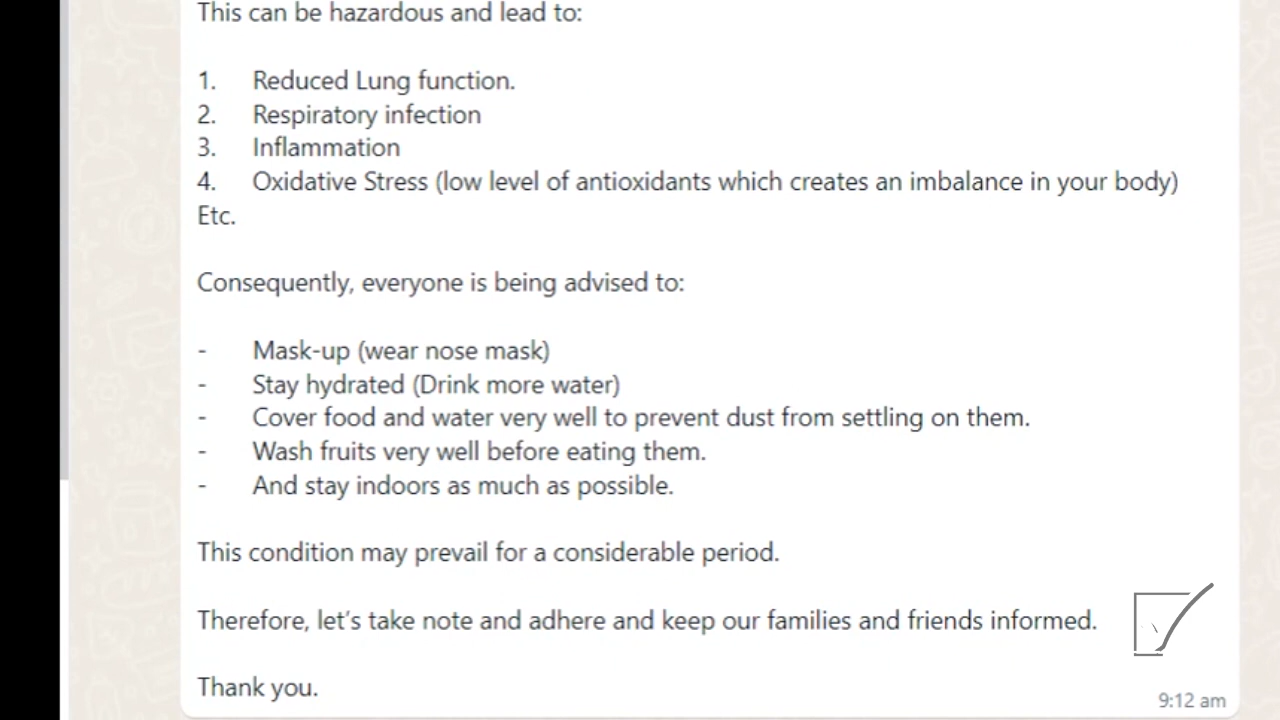 This can be hazardous and lead to:
1. Reduced Lung function.
2. Respiratory infection
3. Inflammation
4. Oxidative Stress (low level of antioxidants which creates an imbalance in your body)
Etc.
Consequently, everyone is being advised to:
- Mask-up (wear nose mask)
- Stay hydrated (Drink more water)
- Cover food and water very well to prevent dust from settling on them.
- Wash fruits very well before eating them.
- And stay indoors as much as possible.
This condition may prevail for a considerable period.
Therefore, let's take note and adhere and keep our families and friends informed.
Thank you.
9:12 am